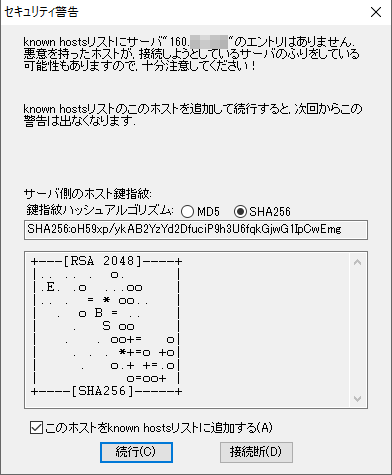 セキュリティ警告
known hostsリストにサーバ"160.          "のエントリはありません.
悪意を持ったホストが, 接続しようとしているサーバのふりをしている
可能性もありますので, 十分注意してください!
known hostsリストのこのホストを追加して続行すると, 次回からこの
警告は出なくなります.
サーバ側のホスト鍵指紋:
鍵指紋ハッシュアルゴリズム: MD5 SHA256
SHA256:oH59xp/ykAB2YzYd2DfuciP9h3U6fqkGjwG1IpCwEmg
+---[RSA 2048]----+
|.. .. .  o.      |
|.E.  .o  ...oo   |
|.. .  = * oo..   |
|  .  o B = ..    |
|   .    S oo     |
|    .   . oo+=   o|
|     . . . *+=o +o|
|      .   o.+ +=.o|
|           o=oo+ |
+----[SHA256]-----+
このホストをknown hostsリストに追加する(A)
続行(C) 接続断(D)